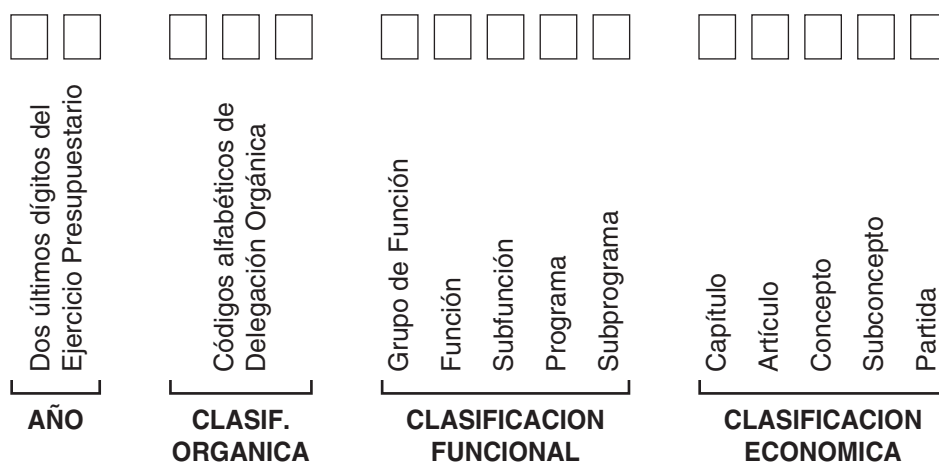 Dos últimos dígitos del
Ejercicio Presupuestario
Códigos alfabéticos de
Delegación Orgánica
Grupo de Función
Función
Subfunción
Programa
Subprograma
Capítulo
Artículo
Concepto
Subconcepto
Partida
AÑO
CLASIF.
ORGANICA
CLASIFICACION
FUNCIONAL
CLASIFICACION
ECONOMICA